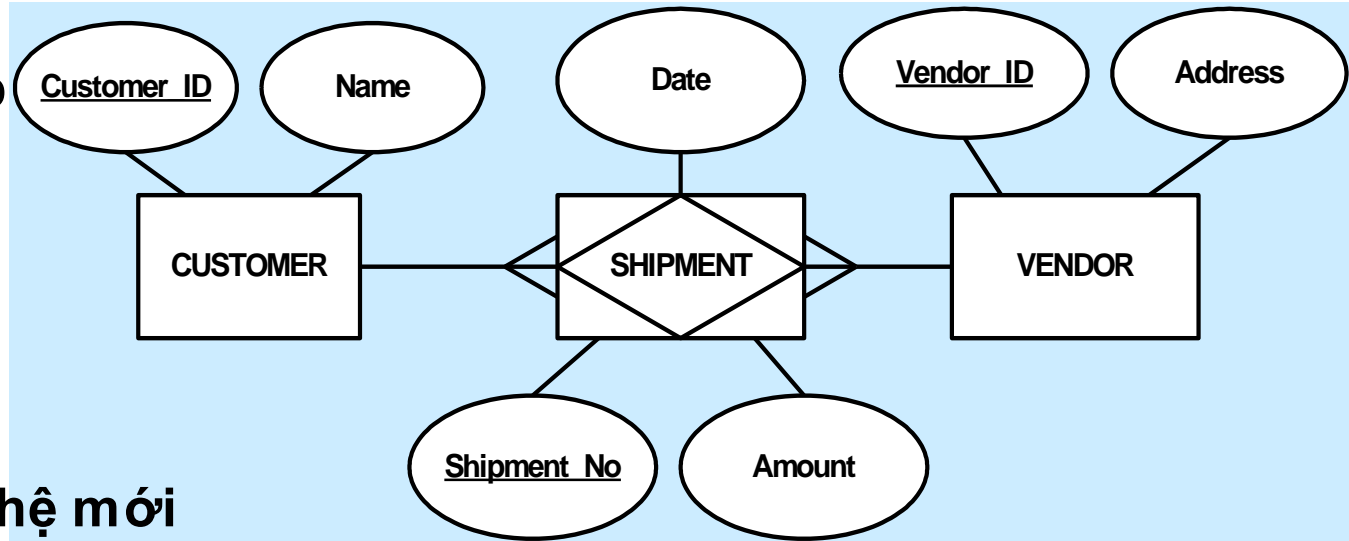 Customer_ID
Name
Date
Vendor_ID
Address
CUSTOMER
SHIPMENT
VENDOR
Shipment_No
Amount
hệ mới